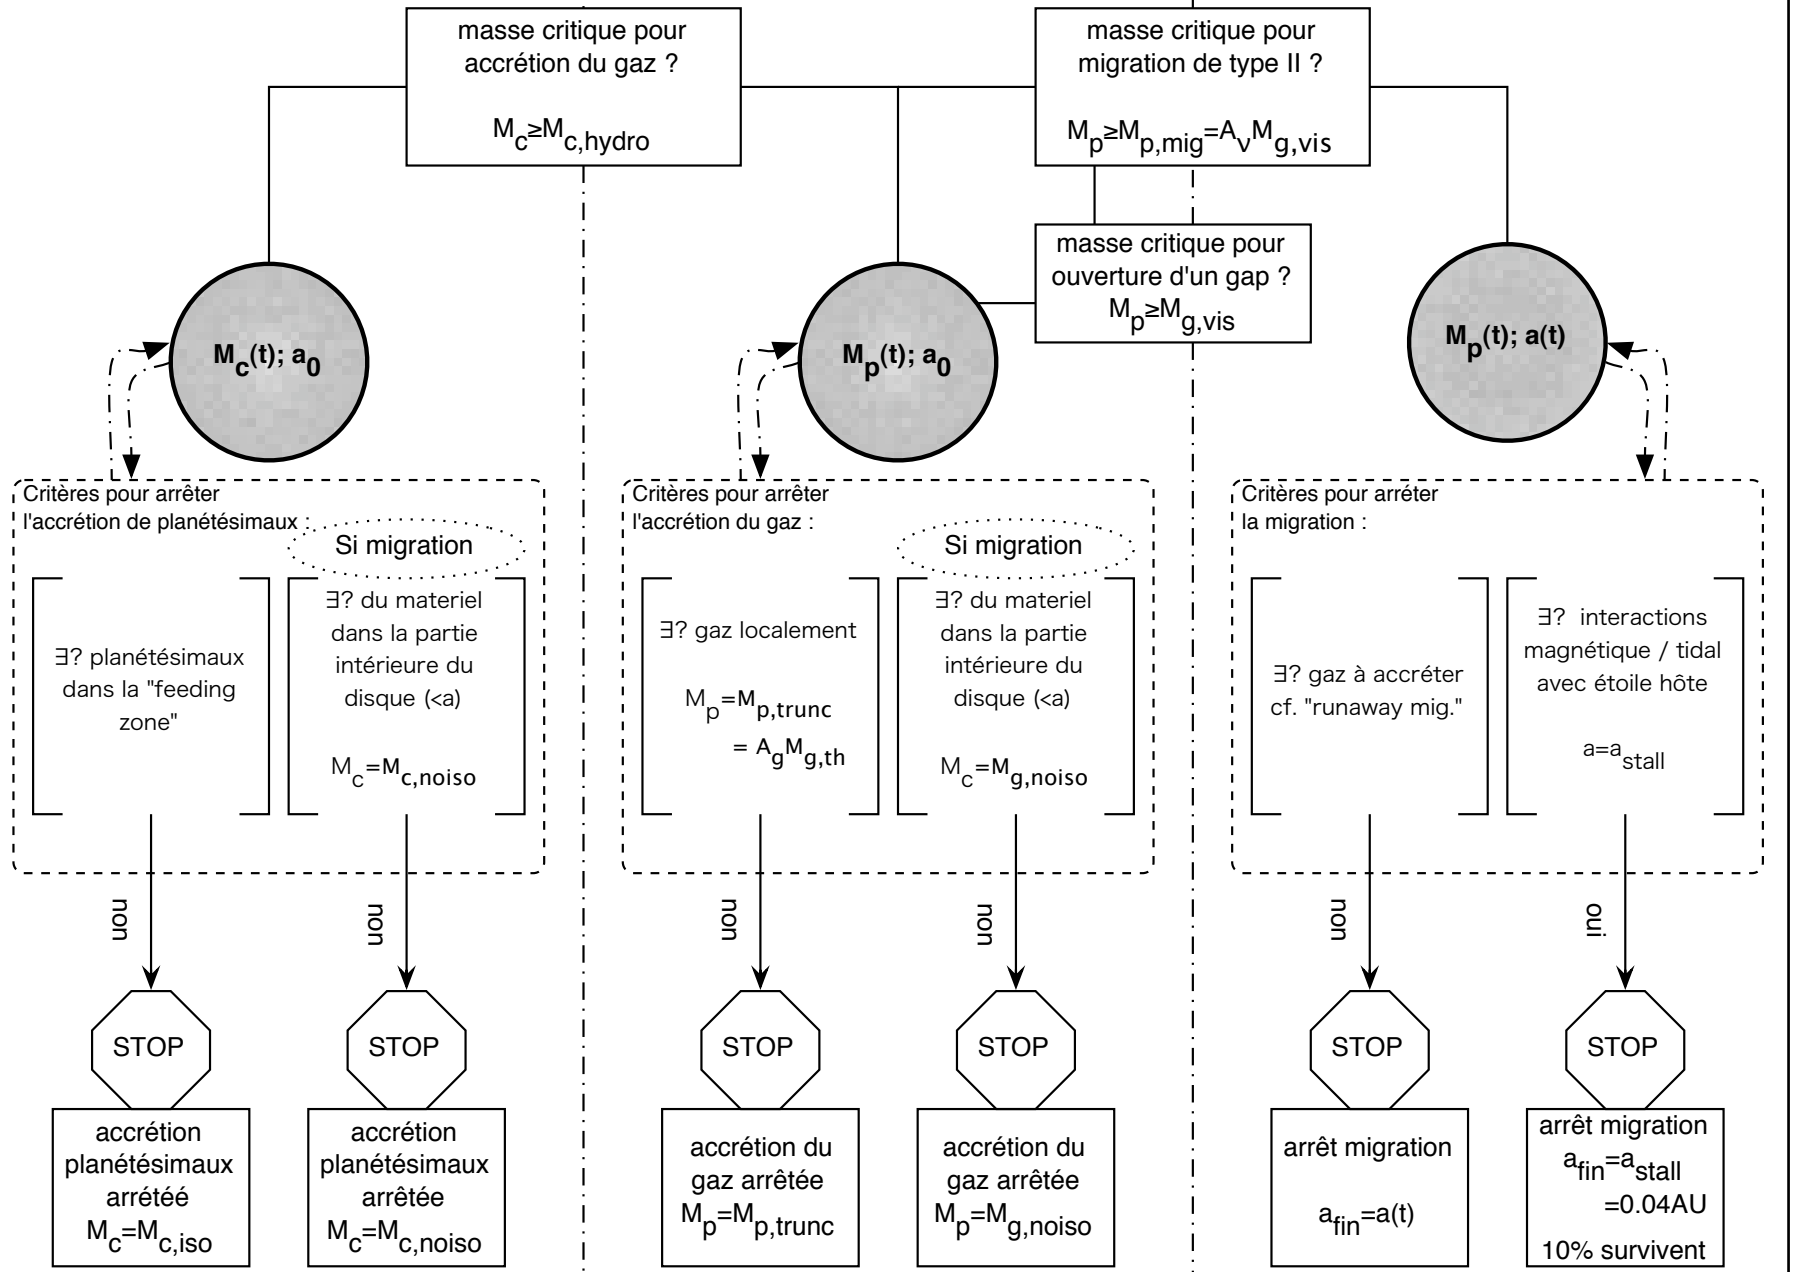 masse critique pour
accrétion du gaz ?
M_c≥M_c,hydro
masse critique pour
migration de type II ?
M_p≥M_p,mig=A_νM_g,vis
masse critique pour
ouverture d'un gap ?
M_p≥M_g,vis
M_c(t); a_0
M_p(t); a_0
M_p(t); a(t)
Critères pour arrêter
l'accrétion de planétésimaux :
Si migration
∃? planétésimaux
dans la "feeding
zone"
∃? du materiel
dans la partie
intérieure du
disque (<a)
M_c=M_c,noiso
Critères pour arrêter
l'accrétion du gaz :
Si migration
∃? gaz localement
M_p=M_p,trunc
= A_gM_g,th
∃? du materiel
dans la partie
intérieure du
disque (<a)
M_c=M_g,noiso
Critères pour arréter
la migration :
∃? gaz à accréter
cf. "runaway mig."
∃? interactions
magnétique / tidal
avec étoile hôte
a=a_stall
non
non
non
non
non
oui
STOP
STOP
STOP
STOP
STOP
STOP
accrétion
planétésimaux
arrétéé
M_c=M_c,iso
accrétion
planétésimaux
arrêtée
M_c=M_c,noiso
accrétion du
gaz arrêtée
M_p=M_p,trunc
accrétion du
gaz arrêtée
M_p=M_g,noiso
arrêt migration
a_fin=a(t)
arrêt migration
a_fin=a_stall
=0.04AU
10% survivent